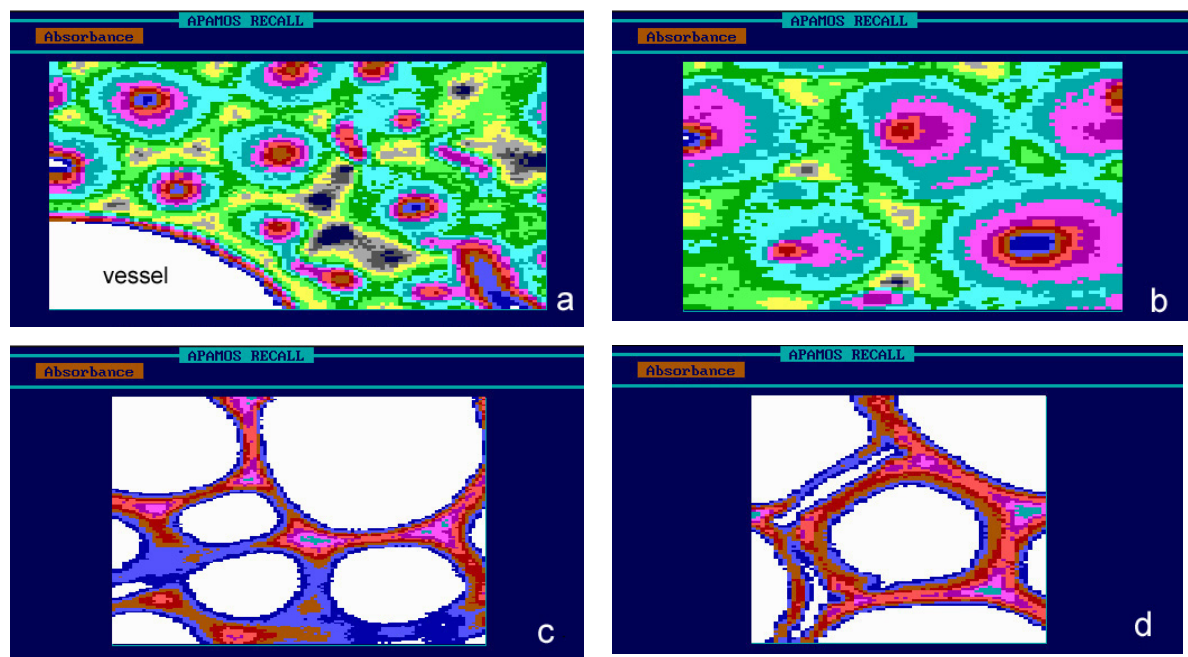 APAMOS RECALL
Absorbance
vessel
a
APAMOS RECALL
Absorbance
b
APAMOS RECALL
Absorbance
c
APAMOS RECALL
Absorbance
d